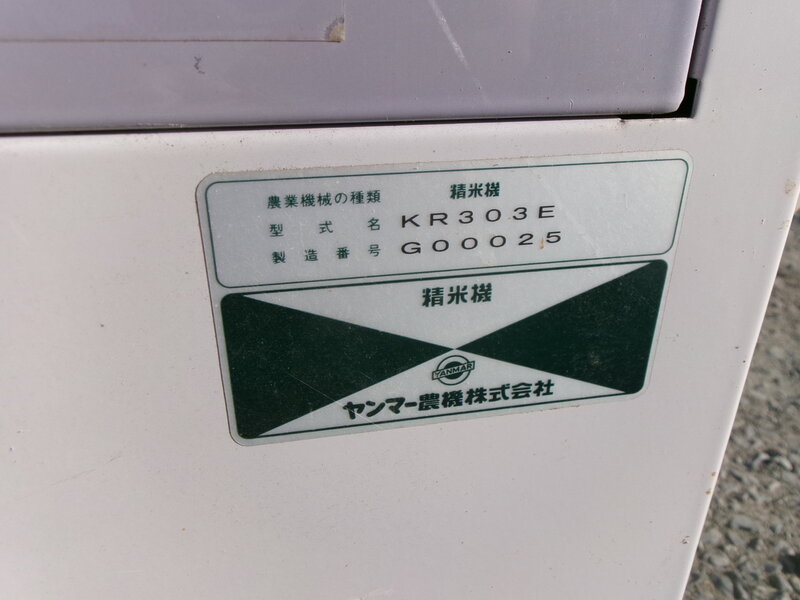 農業機械の種類 精米機
型式名 KR303E
製造番号 G00025
精米機
YANMAR
ヤンマー農機株式会社